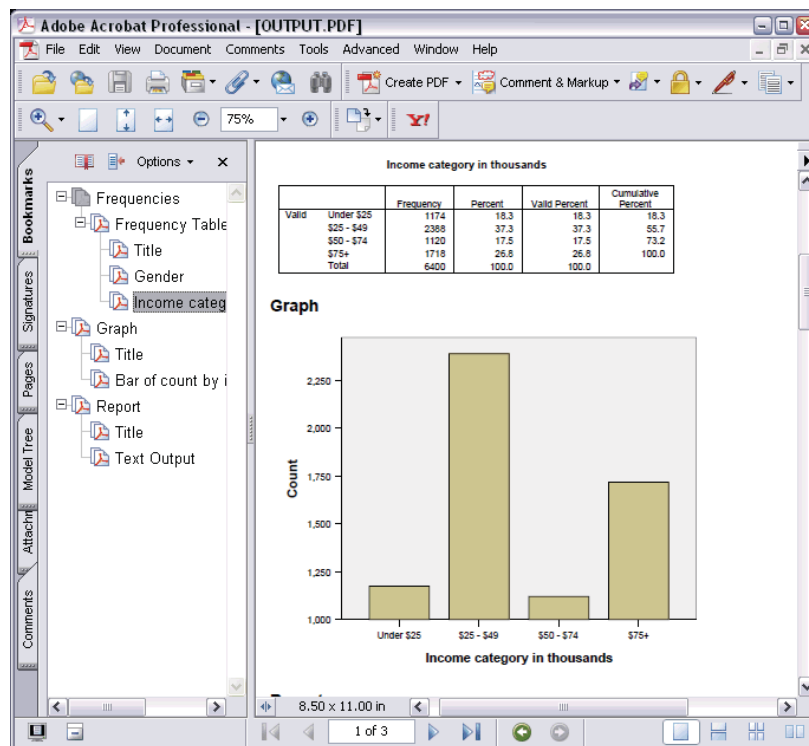 Adobe Acrobat Professional - [OUTPUT.PDF]
File Edit View Document Comments Tools Advanced Window Help
Create PDF Comment & Markup
75% Y!
Bookmarks
Signatures
Pages
Model Tree
Attachm
Comments
Options x
Frequencies
Frequency Table
Title
Gender
Income categ
Graph
Title
Bar of count by i
Report
Title
Text Output
Income category in thousands
Frequency Percent Valid Percent Cumulative Percent
Valid Under $25 1174 18.3 18.3 18.3
$25 - $49 2388 37.3 37.3 55.7
$50 - $74 1120 17.5 17.5 73.2
$75+ 1718 26.8 26.8 100.0
Total 6400 100.0 100.0
Graph
Count
2,250
2,000
1,750
1,500
1,250
1,000
Under $25 $25 - $49 $50 - $74 $75+
Income category in thousands
8.50 x 11.00 in
1 of 3